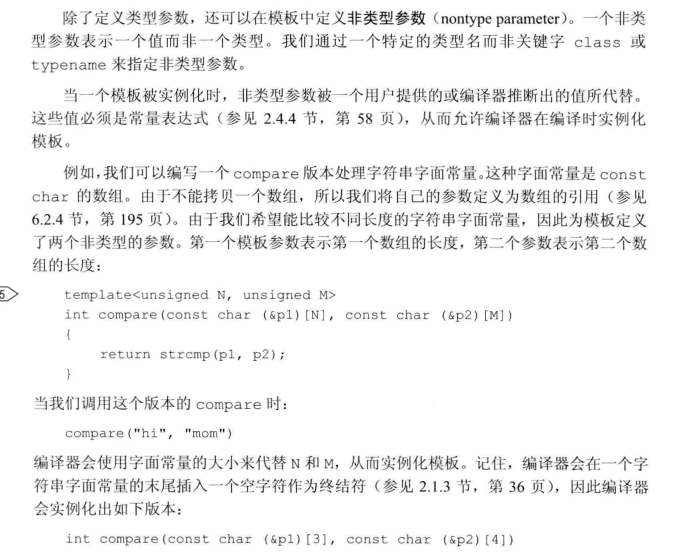 除了定义类型参数，还可以在模板中定义非类型参数（nontype parameter）。一个非类
型参数表示一个值而非一个类型。我们通过一个特定的类型名而非关键字 class 或
typename 来指定非类型参数。
当一个模板被实例化时，非类型参数被一个用户提供的或编译器推断出的值所代替。
这些值必须是常量表达式（参见 2.4.4 节，第 58 页），从而允许编译器在编译时实例化
模板。
例如，我们可以编写一个 compare 版本处理字符串字面常量。这种字面常量是 const
char 的数组。由于不能拷贝一个数组，所以我们将自己的参数定义为数组的引用（参见
6.2.4 节，第 195 页）。由于我们希望能比较不同长度的字符串字面常量，因此为模板定义
了两个非类型的参数。第一个模板参数表示第一个数组的长度，第二个参数表示第二个数
组的长度：
5
template<unsigned N, unsigned M>
int compare(const char (&p1)[N], const char (&p2)[M])
{
return strcmp(p1, p2);
}
当我们调用这个版本的 compare 时：
compare("hi", "mom")
编译器会使用字面常量的大小来代替 N 和 M，从而实例化模板。记住，编译器会在一个字
符串字面常量的末尾插入一个空字符作为终结符（参见 2.1.3 节，第 36 页），因此编译器
会实例化出如下版本：
int compare(const char (&p1)[3], const char (&p2)[4])